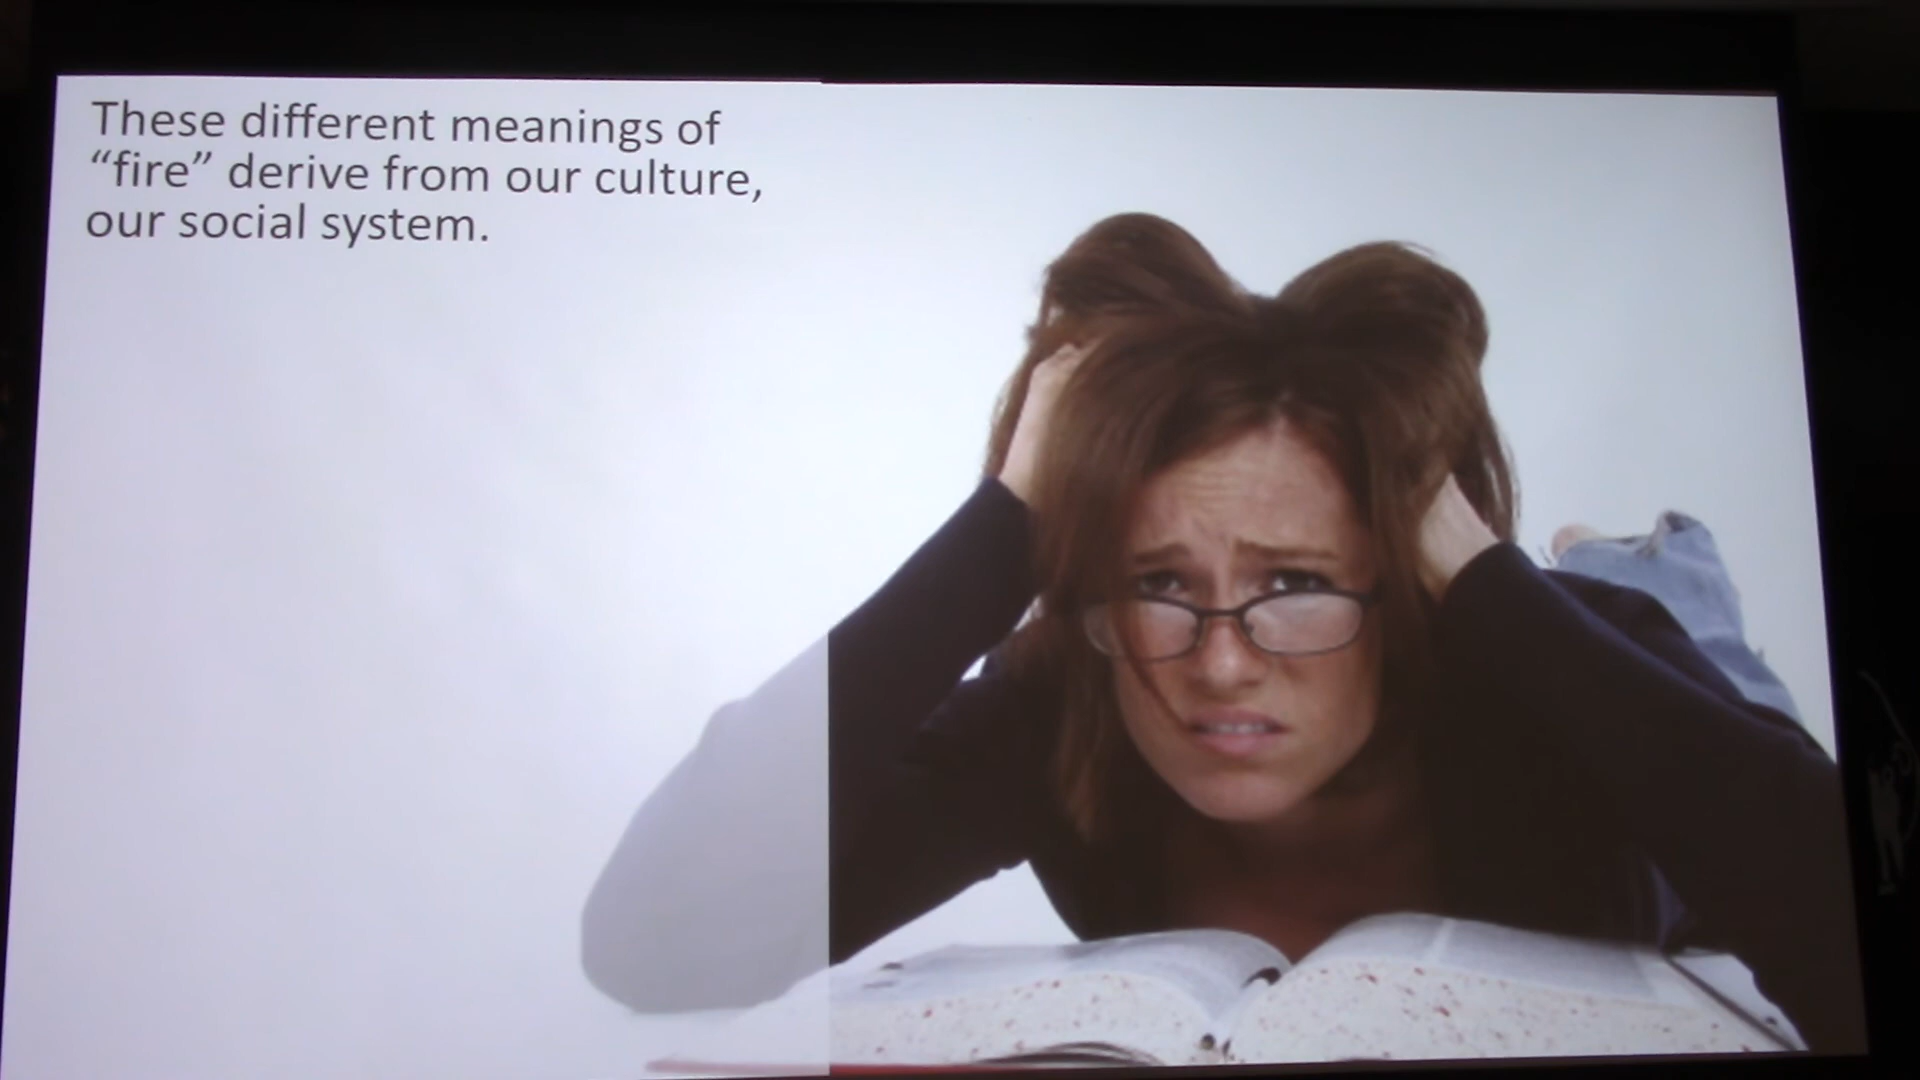 These different meanings of
“fire” derive from our culture,
our social system.